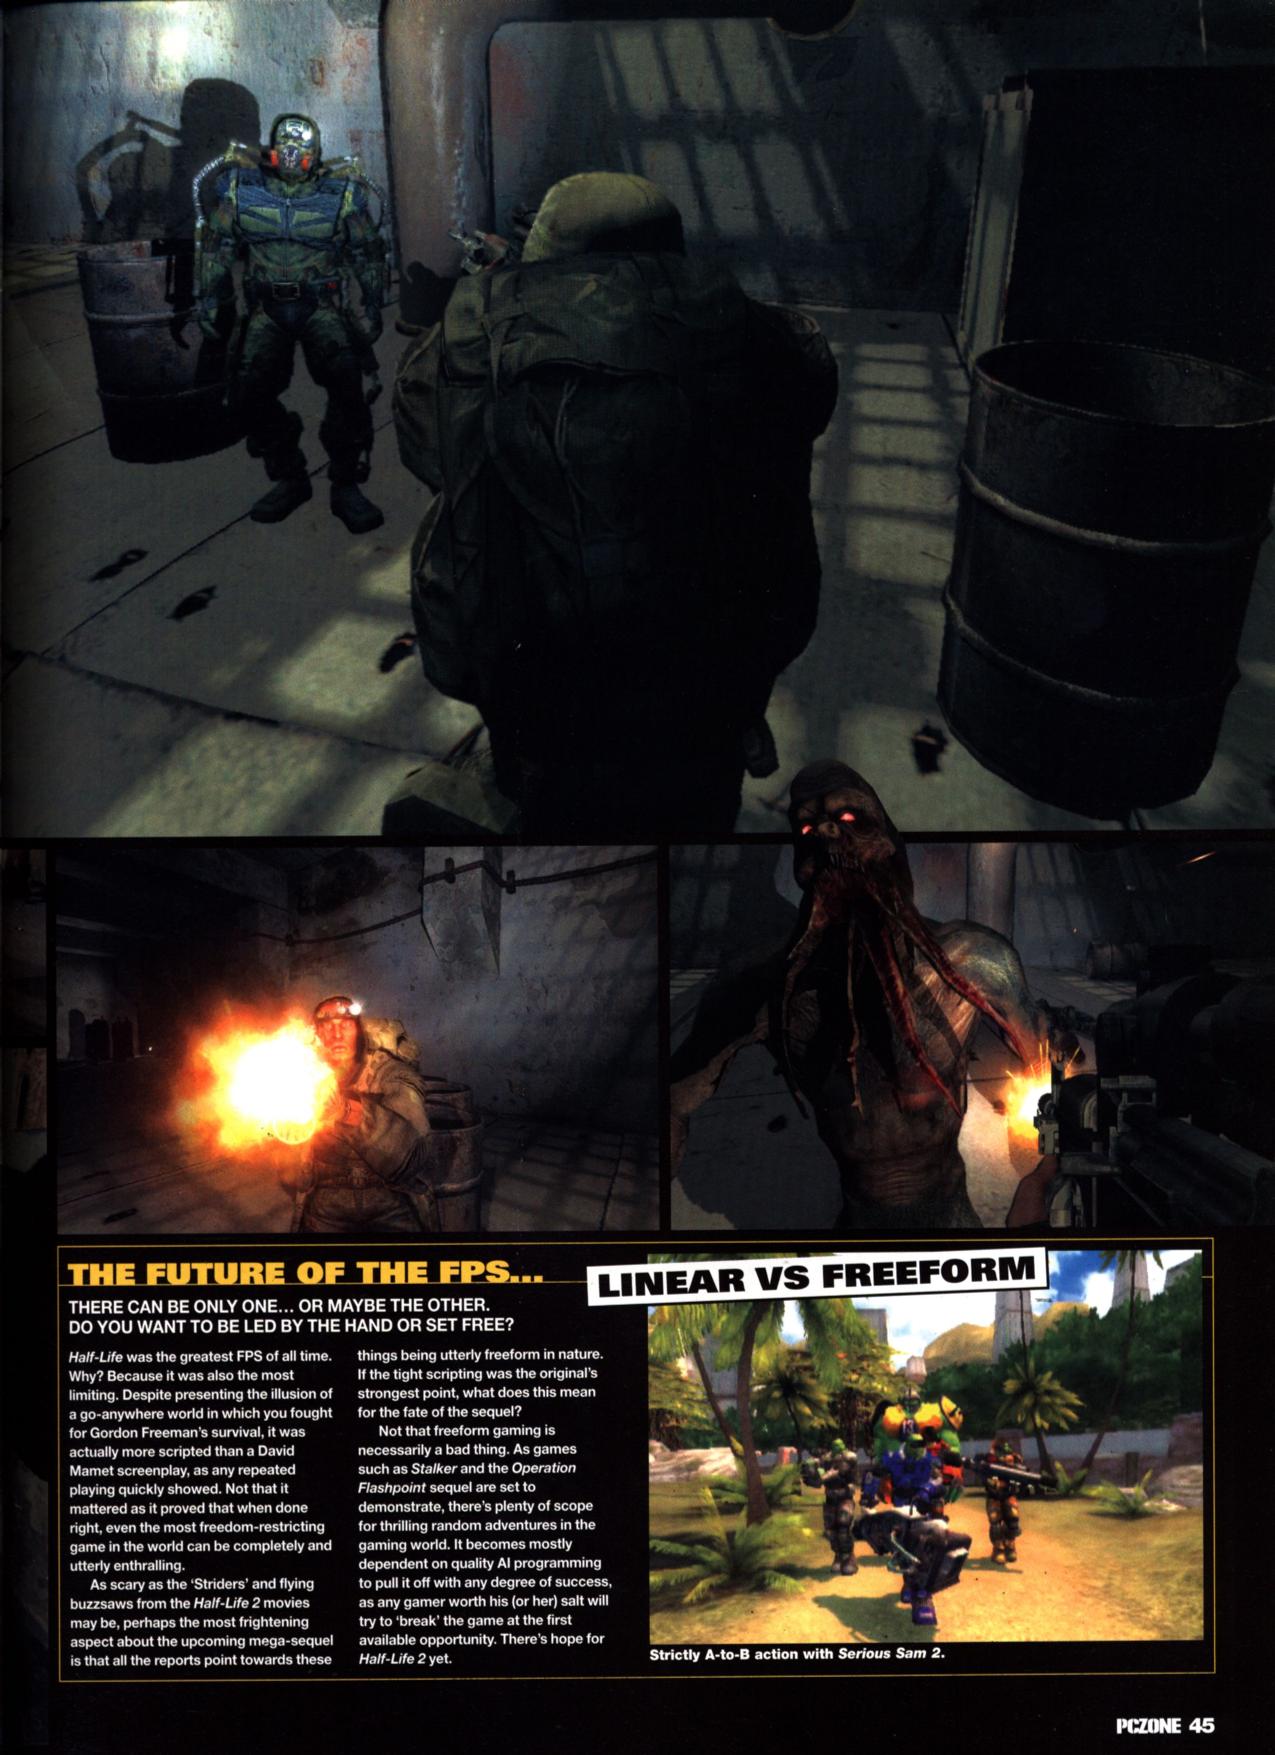 THE FUTURE OF THE FPS...
LINEAR VS FREEFORM
THERE CAN BE ONLY ONE... OR MAYBE THE OTHER.
DO YOU WANT TO BE LED BY THE HAND OR SET FREE?
Half-Life was the greatest FPS of all time.
Why? Because it was also the most
limiting. Despite presenting the illusion of
a go-anywhere world in which you fought
for Gordon Freeman's survival, it was
actually more scripted than a David
Mamet screenplay, as any repeated
playing quickly showed. Not that it
mattered as it proved that when done
right, even the most freedom-restricting
game in the world can be completely and
utterly enthralling.
As scary as the 'Striders' and flying
buzzsaws from the Half-Life 2 movies
may be, perhaps the most frightening
aspect about the upcoming mega-sequel
is that all the reports point towards these
things being utterly freeform in nature.
If the tight scripting was the original's
strongest point, what does this mean
for the fate of the sequel?
Not that freeform gaming is
necessarily a bad thing. As games
such as Stalker and the Operation
Flashpoint sequel are set to
demonstrate, there's plenty of scope
for thrilling random adventures in the
gaming world. It becomes mostly
dependent on quality AI programming
to pull it off with any degree of success,
as any gamer worth his (or her) salt will
try to 'break' the game at the first
available opportunity. There's hope for
Half-Life 2 yet.
Strictly A-to-B action with Serious Sam 2.
PCZONE 45